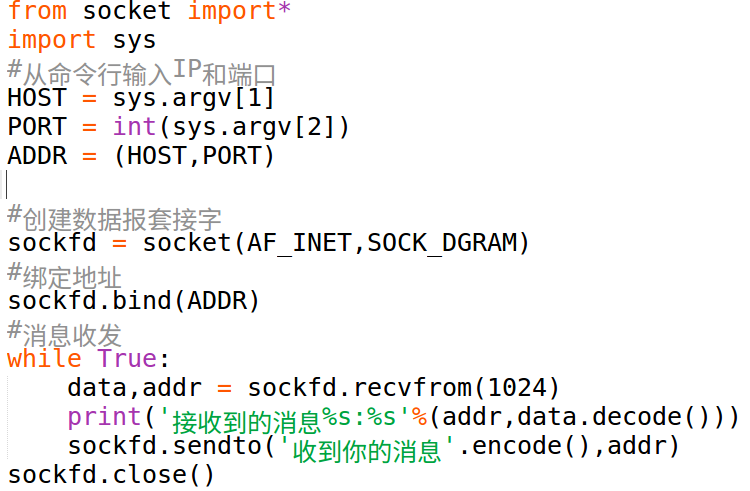 from socket import*
import sys
#从命令行输入IP和端口
HOST = sys.argv[1]
PORT = int(sys.argv[2])
ADDR = (HOST,PORT)
#创建数据报套接字
sockfd = socket(AF_INET,SOCK_DGRAM)
#绑定地址
sockfd.bind(ADDR)
#消息收发
while True:
    data,addr = sockfd.recvfrom(1024)
    print('接收到的消息%s:%s'%(addr,data.decode()))
    sockfd.sendto('收到你的消息'.encode(),addr)
sockfd.close()